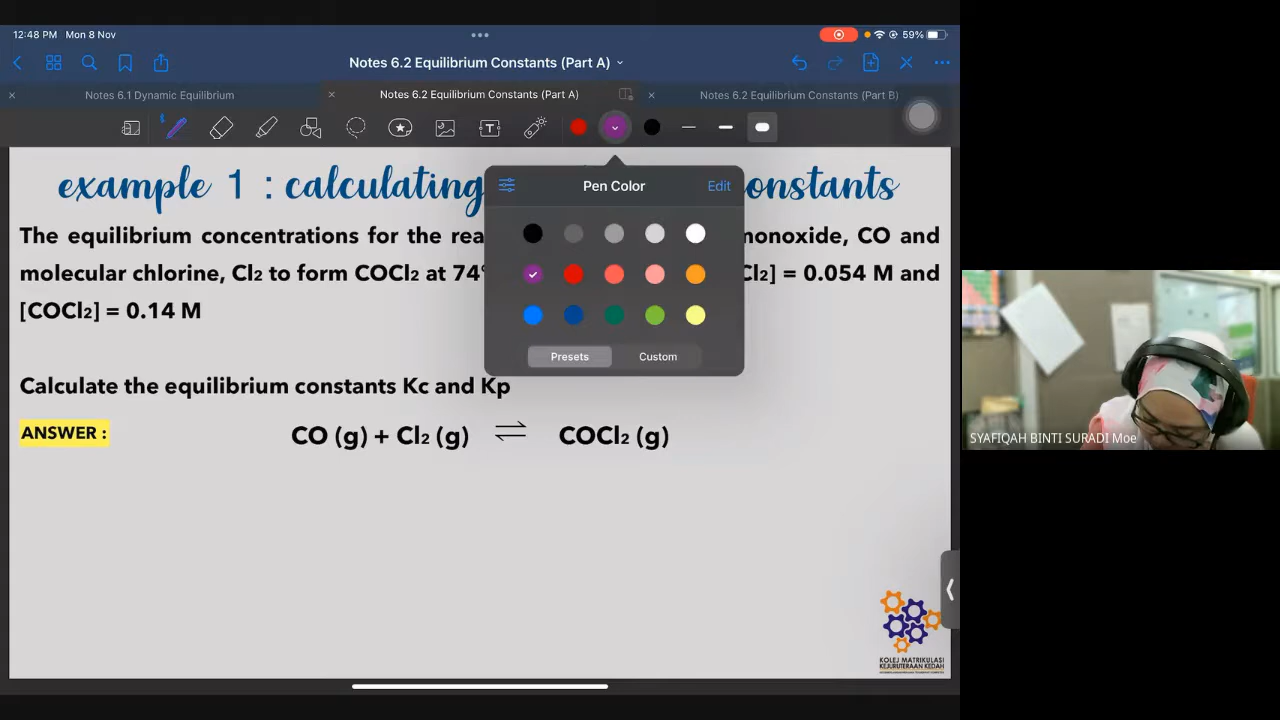 12:48 PM Mon 8 Nov
59%
Notes 6.2 Equilibrium Constants (Part A)
Notes 6.1 Dynamic Equilibrium
Notes 6.2 Equilibrium Constants (Part A)
Notes 6.2 Equilibrium Constants (Part B)
example 1 : calculating onstants
Pen Color
Edit
Presets
Custom
The equilibrium concentrations for the rea monoxide, CO and
molecular chlorine, Cl2 to form COCl2 at 74° Cl2] = 0.054 M and
[COCl2] = 0.14 M
Calculate the equilibrium constants Kc and Kp
ANSWER :
CO (g) + Cl2 (g) ⇌ COCl2 (g)
KOLEJ MATRIKULASI
KEJURUTERAAN KEDAH
SYAFIQAH BINTI SURADI Moe